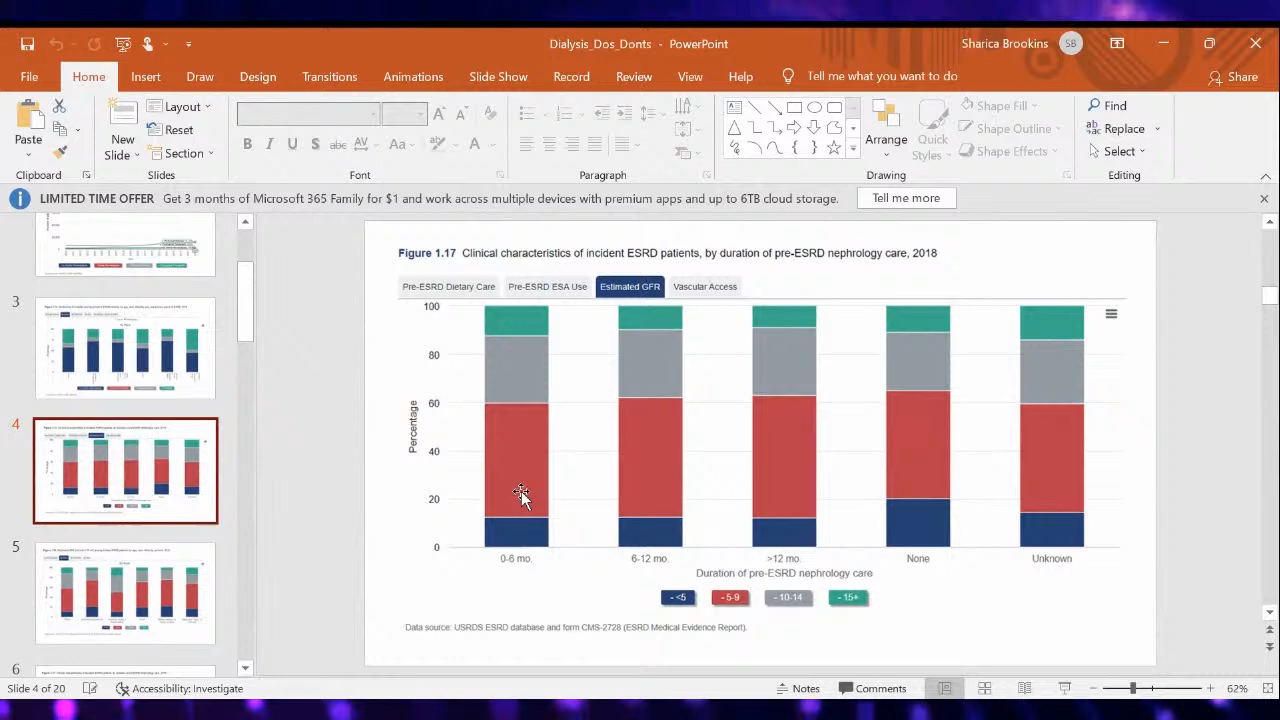 Dialysis_Dos_Donts - PowerPoint
Sharica Brookins SB
File Home Insert Draw Design Transitions Animations Slide Show Record Review View Help Tell me what you want to do Share
Paste
Clipboard
New Slide
Layout
Reset
Section
Slides
B I U S abc AV Aa A
Font
Paragraph
Arrange
Quick Styles
Shape Fill
Shape Outline
Shape Effects
Drawing
Find
Replace
Select
Editing
LIMITED TIME OFFER Get 3 months of Microsoft 365 Family for $1 and work across multiple devices with premium apps and up to 6TB cloud storage. Tell me more
3
4
5
6
Figure 1.17 Clinical characteristics of incident ESRD patients, by duration of pre-ESRD nephrology care, 2018
Pre-ESRD Dietary Care Pre-ESRD ESA Use Estimated GFR Vascular Access
100
80
60
40
20
0
Percentage
0-6 mo. 6-12 mo. >12 mo. None Unknown
Duration of pre-ESRD nephrology care
- <5 - 5-9 - 10-14 - 15+
Data source: USRDS ESRD database and form CMS-2728 (ESRD Medical Evidence Report).
Slide 4 of 20 Accessibility: Investigate Notes Comments 62%